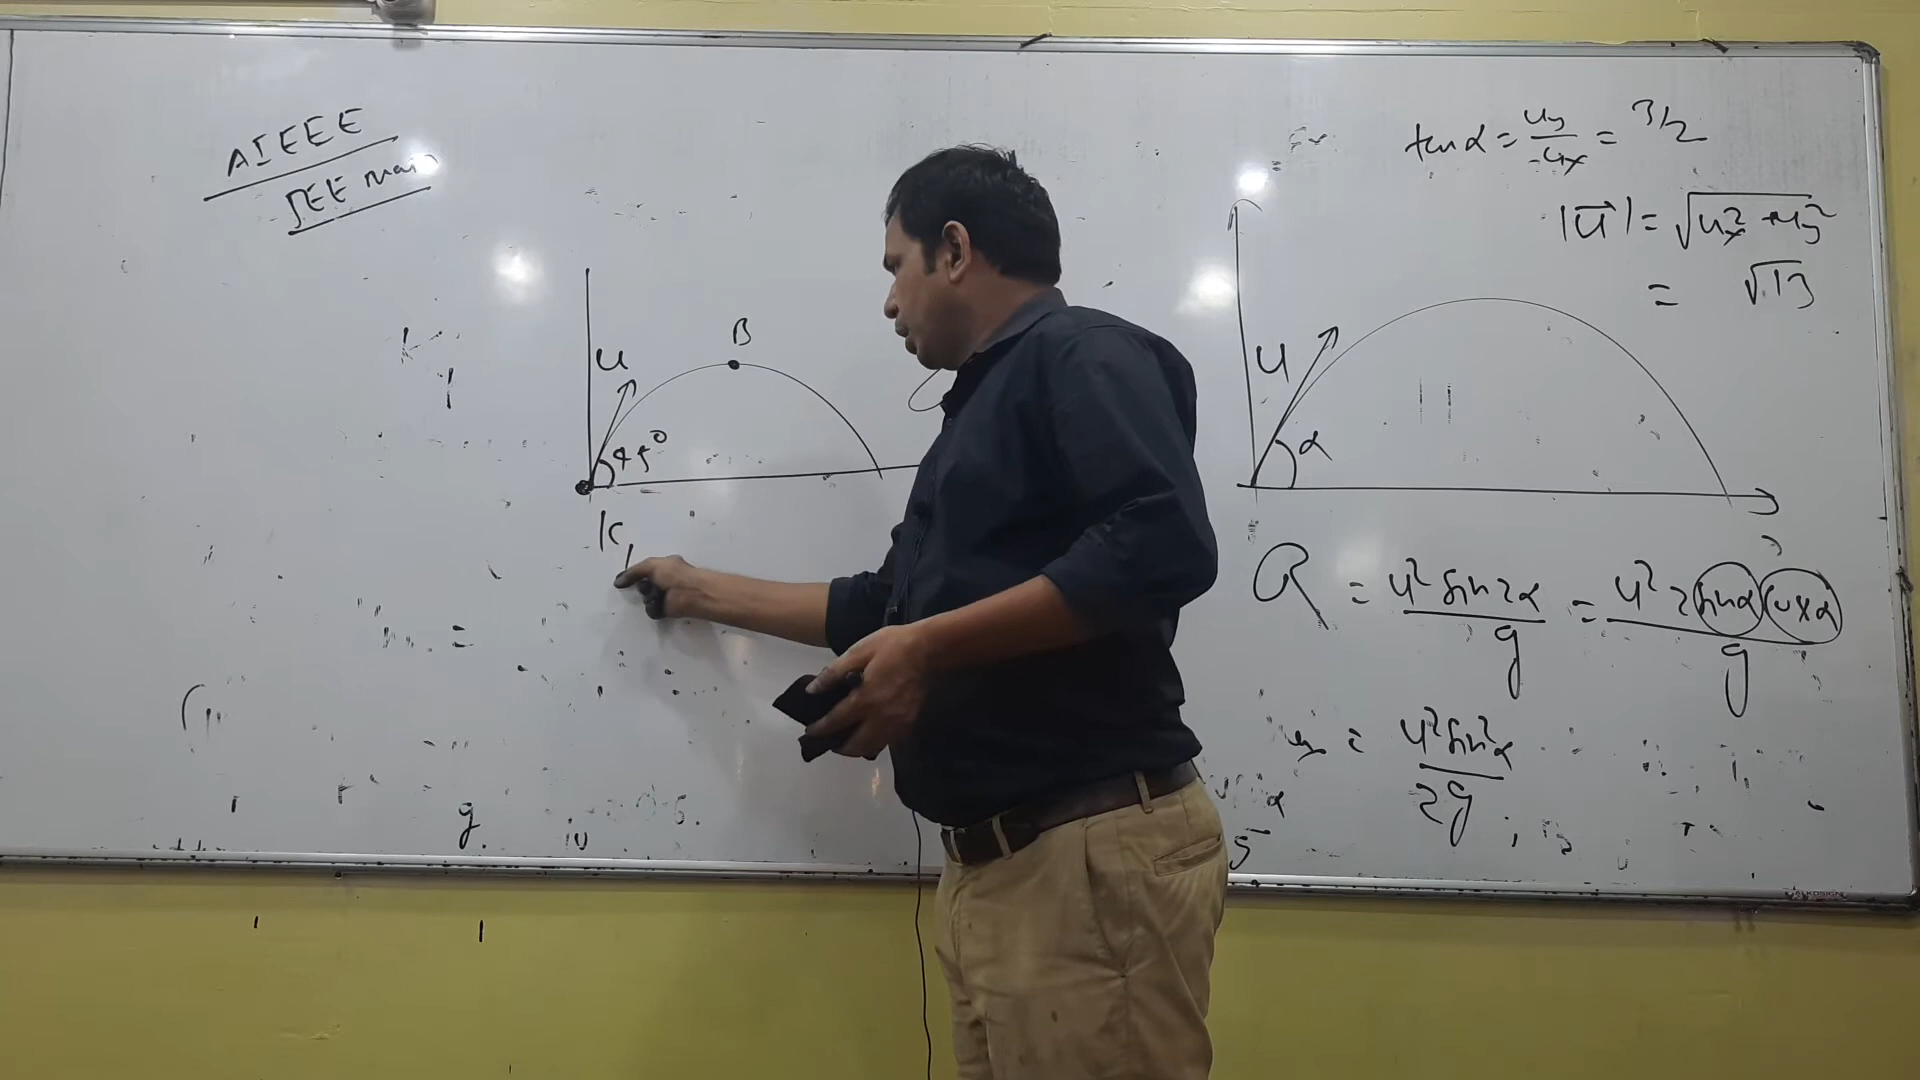 AIEEE
JEE main
B
u
45°
K
tan α = uy/ux = 3/2
|u⃗| = √ux² + uy²
= √13
u
α
R = u² sin 2α / g = u² 2 sin α cos α / g
= u² sin² α / 2g
g.
α
5